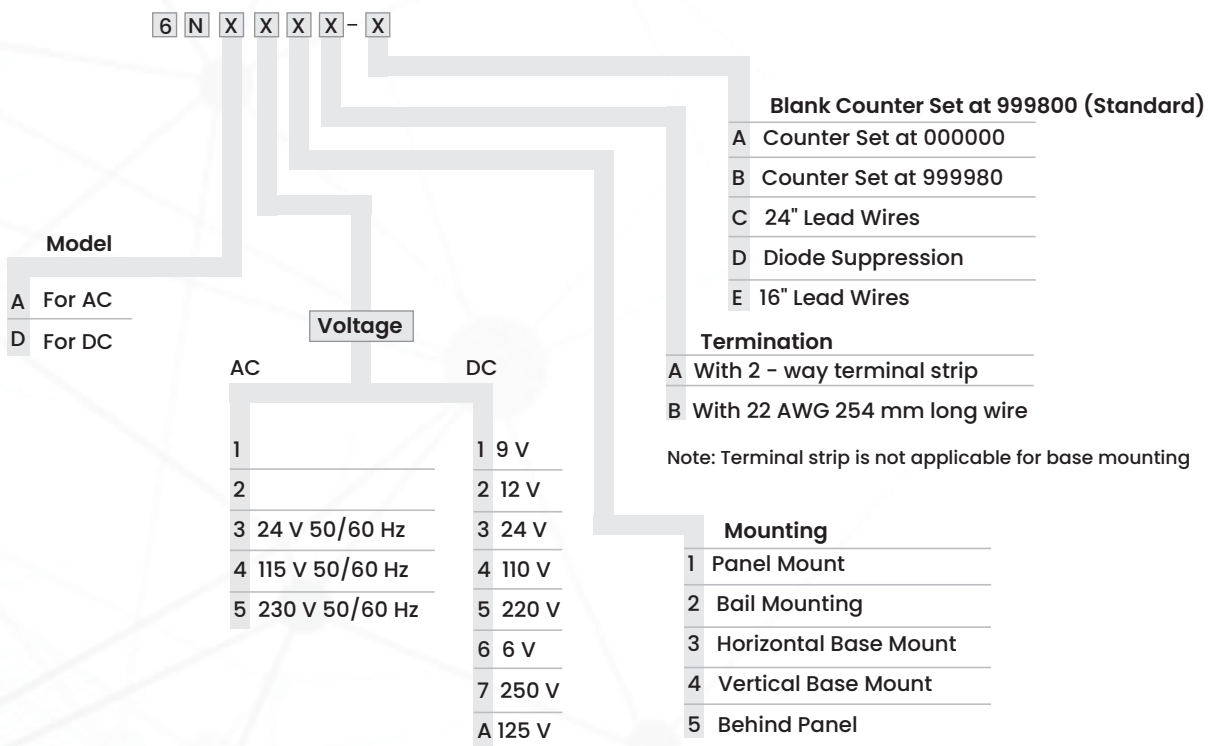 6 N X X X X - X
Blank Counter Set at 999800 (Standard)
A Counter Set at 000000
B Counter Set at 999980
C 24" Lead Wires
D Diode Suppression
E 16" Lead Wires
Model
A For AC
D For DC
Voltage
AC
1
2
3 24 V 50/60 Hz
4 115 V 50/60 Hz
5 230 V 50/60 Hz
DC
1 9 V
2 12 V
3 24 V
4 110 V
5 220 V
6 6 V
7 250 V
A 125 V
Termination
A With 2 - way terminal strip
B With 22 AWG 254 mm long wire
Note: Terminal strip is not applicable for base mounting
Mounting
1 Panel Mount
2 Bail Mounting
3 Horizontal Base Mount
4 Vertical Base Mount
5 Behind Panel